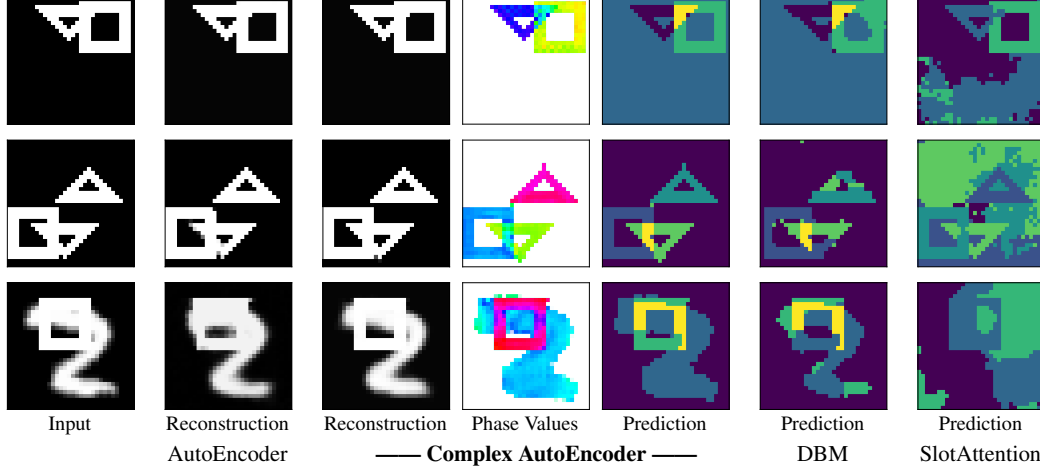 Input Reconstruction Reconstruction Phase Values Prediction Prediction Prediction
AutoEncoder —— Complex AutoEncoder —— DBM SlotAttention